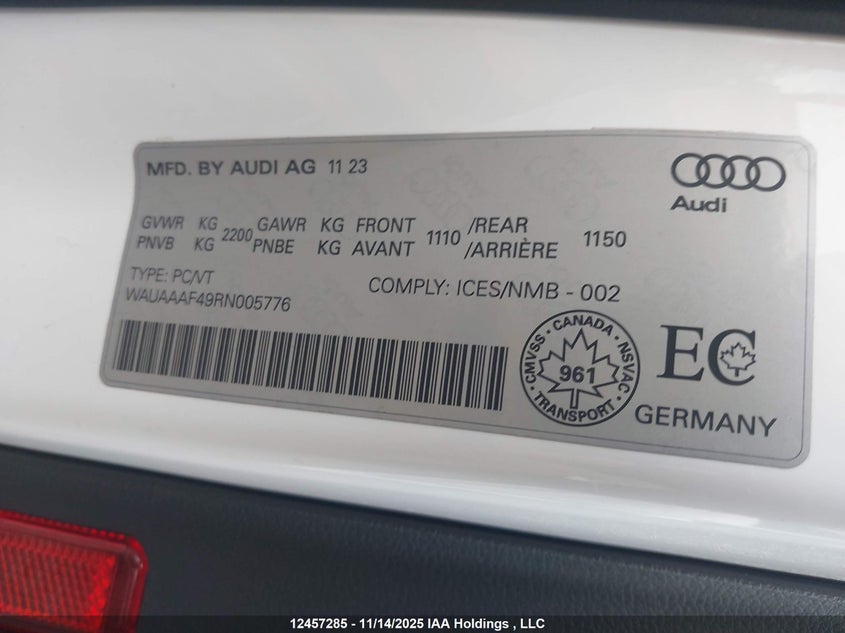 MFD. BY AUDI AG 11 23
Audi
GVWR KG 2200 GAWR KG FRONT 1110 /REAR 1150
PNVB KG PNBE KG AVANT /ARRIÈRE
TYPE: PC/VT
WAUAAAF49RN005776
COMPLY: ICES/NMB - 002
CMVSS · CANADA · NSVAC · TRANSPORT ·
961
EC
GERMANY
12457285 - 11/14/2025 IAA Holdings , LLC